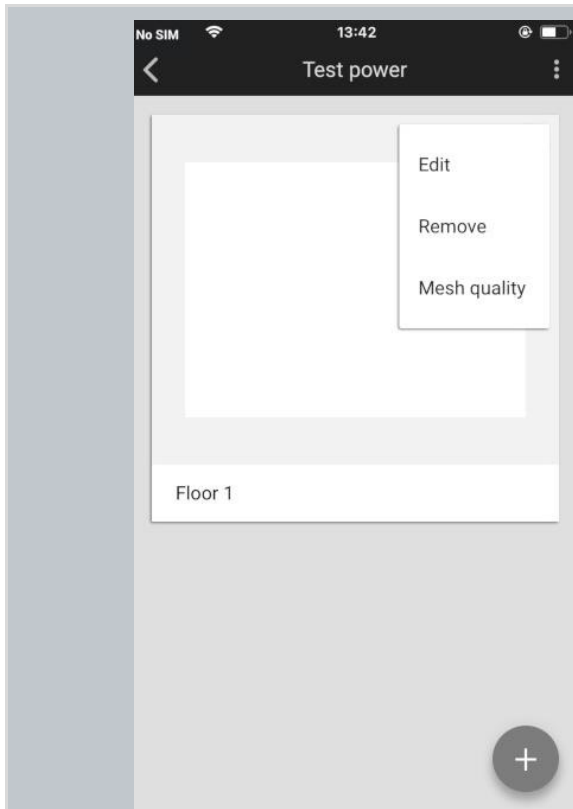 No SIM 13:42
Test power
Edit
Remove
Mesh quality
Floor 1
+